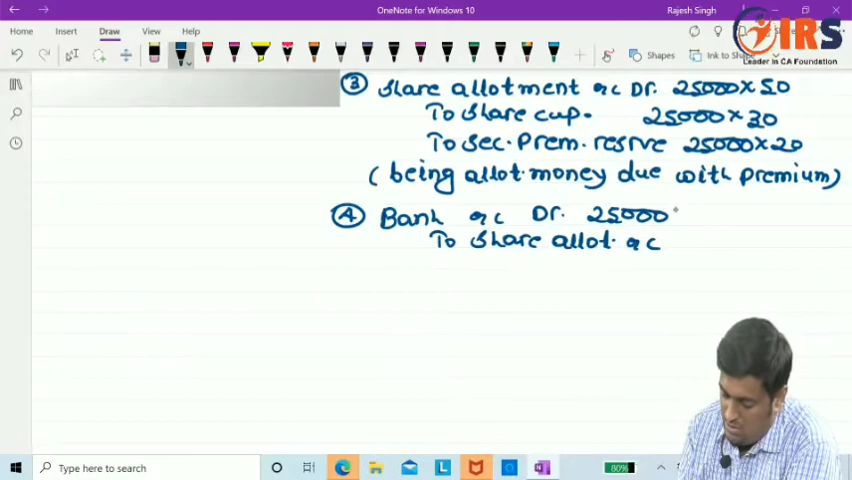 OneNote for Windows 10
Rajesh Singh
Home Insert Draw View Help
Shapes
Ink to Shape
IRS
Leader in CA Foundation
③ Share allotment a/c Dr. 25000×50
To Share cap. 25000×30
To Sec. Prem. resrve 25000×20
(being allot. money due with premium)
④ Bank a/c Dr. 25000
To Share allot. a/c
Type here to search
80%